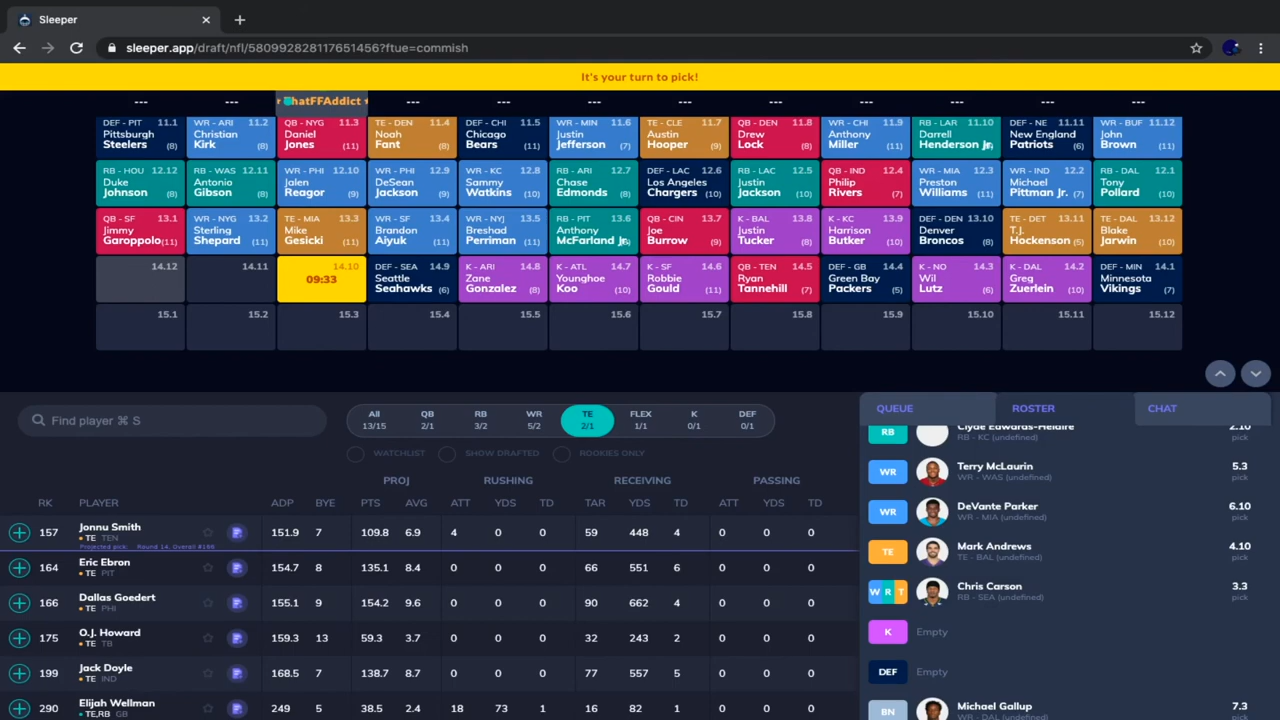 Sleeper
sleeper.app/draft/nfl/580992828117651456?ftue=commish
It's your turn to pick!
--- --- hatFFAddict --- --- --- --- --- --- --- --- ---
DEF - PIT 11.1 WR - ARI 11.2 QB - NYG 11.3 TE - DEN 11.4 DEF - CHI 11.5 WR - MIN 11.6 TE - CLE 11.7 QB - DEN 11.8 WR - CHI 11.9 RB - LAR 11.10 DEF - NE 11.11 WR - BUF 11.12
Pittsburgh Christian Daniel Noah Chicago Justin Austin Drew Anthony Darrell New England John
Steelers (8) Kirk (8) Jones (11) Fant (8) Bears (11) Jefferson (7) Hooper (9) Lock (8) Miller (11) Henderson Jr. Patriots (6) Brown (11)
RB - HOU 12.12 RB - WAS 12.11 WR - PHI 12.10 WR - PHI 12.9 WR - KC 12.8 RB - ARI 12.7 DEF - LAC 12.6 RB - LAC 12.5 QB - IND 12.4 WR - MIA 12.3 WR - IND 12.2 RB - DAL 12.1
Duke Antonio Jalen DeSean Sammy Chase Los Angeles Justin Philip Preston Michael Tony
Johnson (8) Gibson (8) Reagor (9) Jackson (9) Watkins (10) Edmonds (8) Chargers (10) Jackson (10) Rivers (7) Williams (11) Pittman Jr. (7) Pollard (10)
QB - SF 13.1 WR - NYG 13.2 TE - MIA 13.3 WR - SF 13.4 WR - NYJ 13.5 RB - PIT 13.6 QB - CIN 13.7 K - BAL 13.8 K - KC 13.9 DEF - DEN 13.10 TE - DET 13.11 TE - DAL 13.12
Jimmy Sterling Mike Brandon Breshad Anthony Joe Justin Harrison Denver T.J. Blake
Garoppolo (11) Shepard (11) Gesicki (11) Aiyuk (11) Perriman (11) McFarland Jr. Burrow (9) Tucker (8) Butker (10) Broncos (8) Hockenson (5) Jarwin (10)
14.12 14.11 14.10 DEF - SEA 14.9 K - ARI 14.8 K - ATL 14.7 K - SF 14.6 QB - TEN 14.5 DEF - GB 14.4 K - NO 14.3 K - DAL 14.2 DEF - MIN 14.1
09:33 Seattle Zane Younghoe Robbie Ryan Green Bay Wil Greg Minnesota
Seahawks (6) Gonzalez (8) Koo (10) Gould (11) Tannehill (7) Packers (5) Lutz (6) Zuerlein (10) Vikings (7)
15.1 15.2 15.3 15.4 15.5 15.6 15.7 15.8 15.9 15.10 15.11 15.12
Find player ⌘ S
All QB RB WR TE FLEX K DEF
13/15 2/1 3/2 5/2 2/1 1/1 0/1 0/1
WATCHLIST SHOW DRAFTED ROOKIES ONLY
PROJ RUSHING RECEIVING PASSING
RK PLAYER ADP BYE PTS AVG ATT YDS TD TAR YDS TD ATT YDS TD
157 Jonnu Smith 151.9 7 109.8 6.9 4 0 0 59 448 4 0 0 0
TE TEN
Projected pick: Round 14, Overall #166
164 Eric Ebron 154.7 8 135.1 8.4 0 0 0 66 551 6 0 0 0
TE PIT
166 Dallas Goedert 155.1 9 154.2 9.6 0 0 0 90 662 4 0 0 0
TE PHI
175 O.J. Howard 159.3 13 59.3 3.7 0 0 0 32 243 2 0 0 0
TE TB
199 Jack Doyle 168.5 7 138.7 8.7 0 0 0 77 557 5 0 0 0
TE IND
290 Elijah Wellman 249 5 38.5 2.4 18 73 1 16 82 1 0 0 0
TE,RB GB
QUEUE ROSTER CHAT
RB Clyde Edwards-Helaire 2.10
RB - KC (undefined) pick
WR Terry McLaurin 5.3
WR - WAS (undefined) pick
WR DeVante Parker 6.10
WR - MIA (undefined) pick
TE Mark Andrews 4.10
TE - BAL (undefined) pick
W R T Chris Carson 3.3
RB - SEA (undefined) pick
K Empty
DEF Empty
BN Michael Gallup 7.3
WR - DAL (undefined) pick